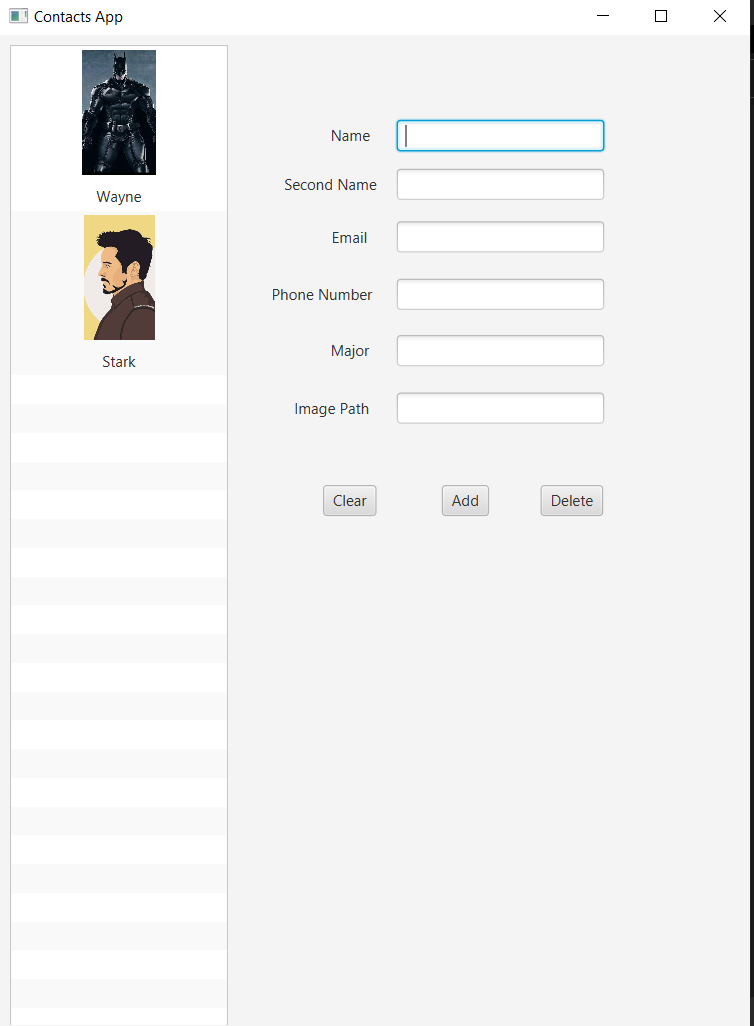 Contacts App
Wayne
Stark
Name
Second Name
Email
Phone Number
Major
Image Path
Clear Add Delete